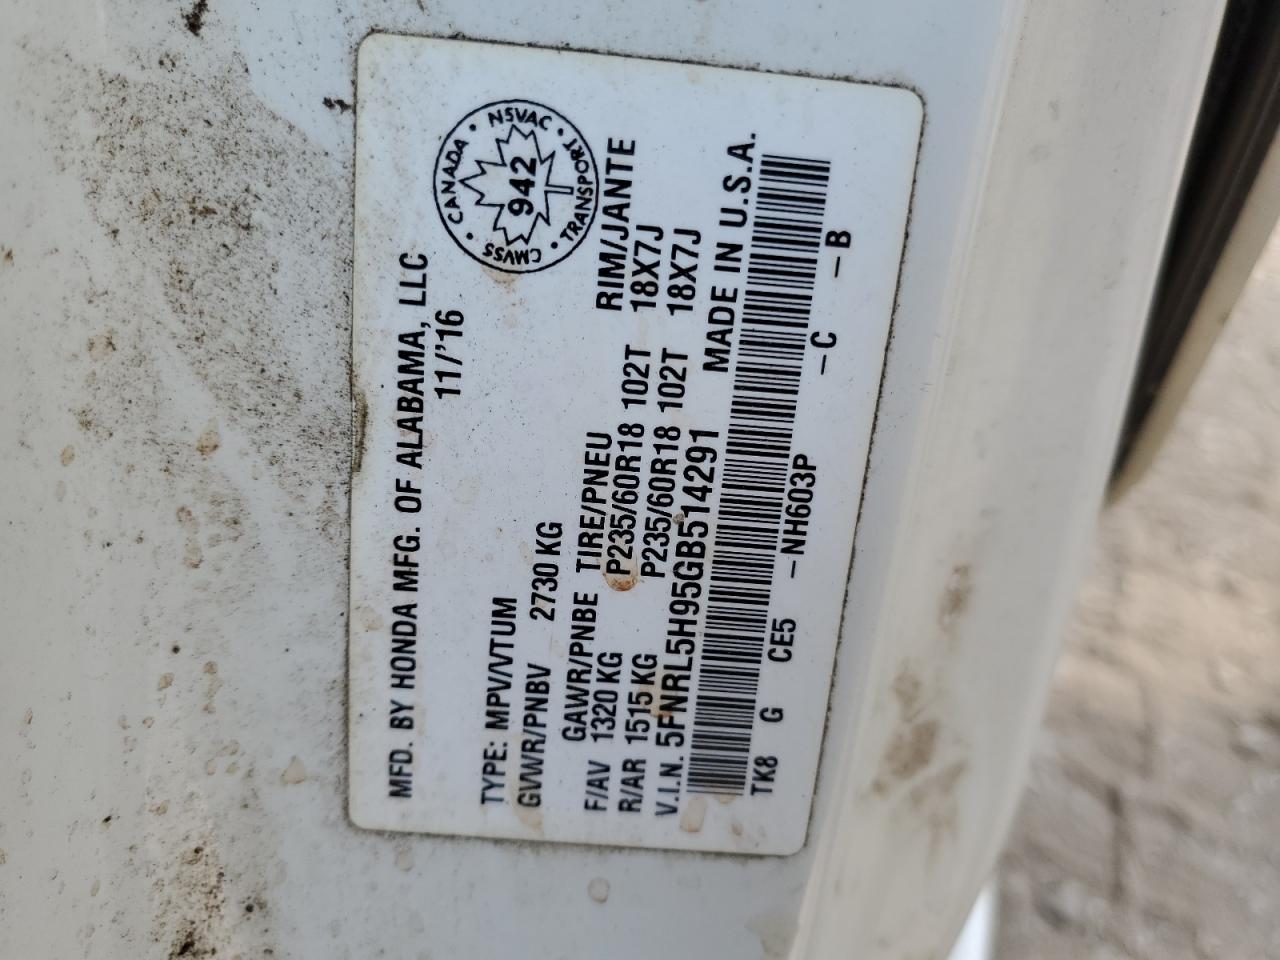 MFD. BY HONDA MFG. OF ALABAMA, LLC
11/'16
CANADA • NSVAC • TRANSPORT • CMVSS •
942
TYPE: MPV/VTUM
GVWR/PNBV 2730 KG
GAWR/PNBE TIRE/PNEU RIM/JANTE
F/AV 1320 KG P235/60R18 102T 18X7J
R/AR 1515 KG P235/60R18 102T 18X7J
V.I.N. 5FNRL5H95GB514291 MADE IN U.S.A.
TK8 G CE5 -NH603P -C -B